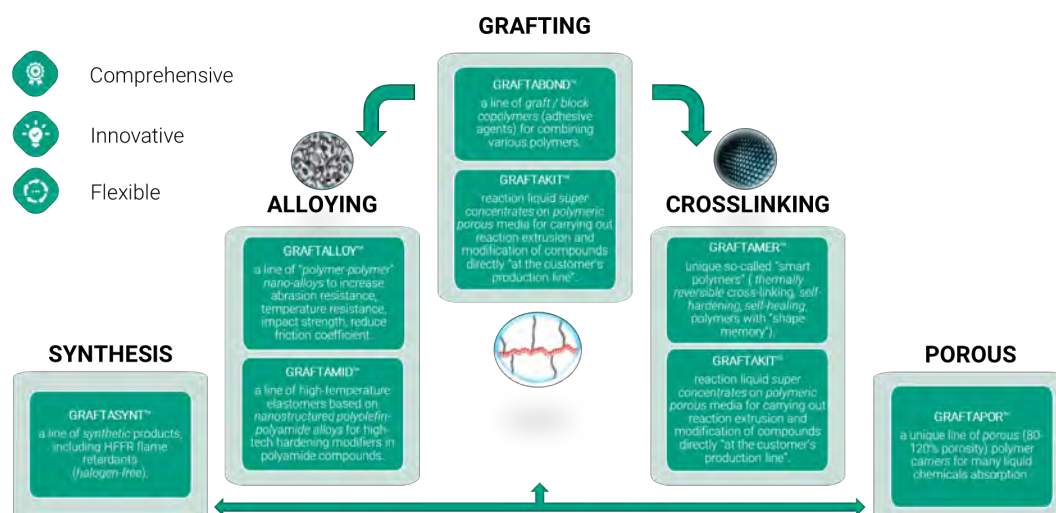 GRAFTING
Comprehensive
Innovative
Flexible
GRAFTABOND™
a line of graft / block
copolymers (adhesive
agents) for combining
various polymers.
GRAFTAKIT™
reaction liquid super
concentrates on polymeric
porous media for carrying out
reaction extrusion and
modification of compounds
directly "at the customer's
production line".
ALLOYING
GRAFTALLOY™
a line of "polymer-polymer"
nano-alloys to increase
abrasion resistance,
temperature resistance,
impact strength, reduce
friction coefficient.
GRAFTAMID™
a line of high-temperature
elastomers based on
nanostructured polyolefin-
polyamide alloys for high-
tech hardening modifiers in
polyamide compounds.
CROSSLINKING
GRAFTAMER™
unique so-called "smart
polymers" ( thermally
reversible cross-linking, self-
hardening, self-healing,
polymers with "shape
memory").
GRAFTAKIT™
reaction liquid super
concentrates on polymeric
porous media for carrying out
reaction extrusion and
modification of compounds
directly "at the customer's
production line".
SYNTHESIS
GRAFTASYNT™
a line of synthetic products,
including HFFR flame
retardants
(halogen-free).
POROUS
GRAFTAPOR™
a unique line of porous (80-
120% porosity) polymer
carriers for many liquid
chemicals absorption